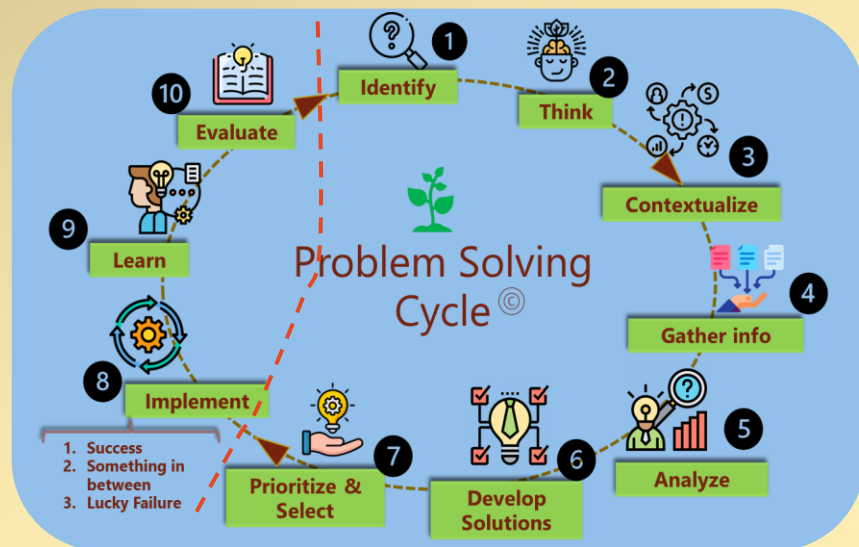 1
Identify
2
Think
3
Contextualize
4
Gather info
5
Analyze
6
Develop
Solutions
7
Prioritize &
Select
8
Implement
1. Success
2. Something in
between
3. Lucky Failure
9
Learn
10
Evaluate
Problem Solving
Cycle ©